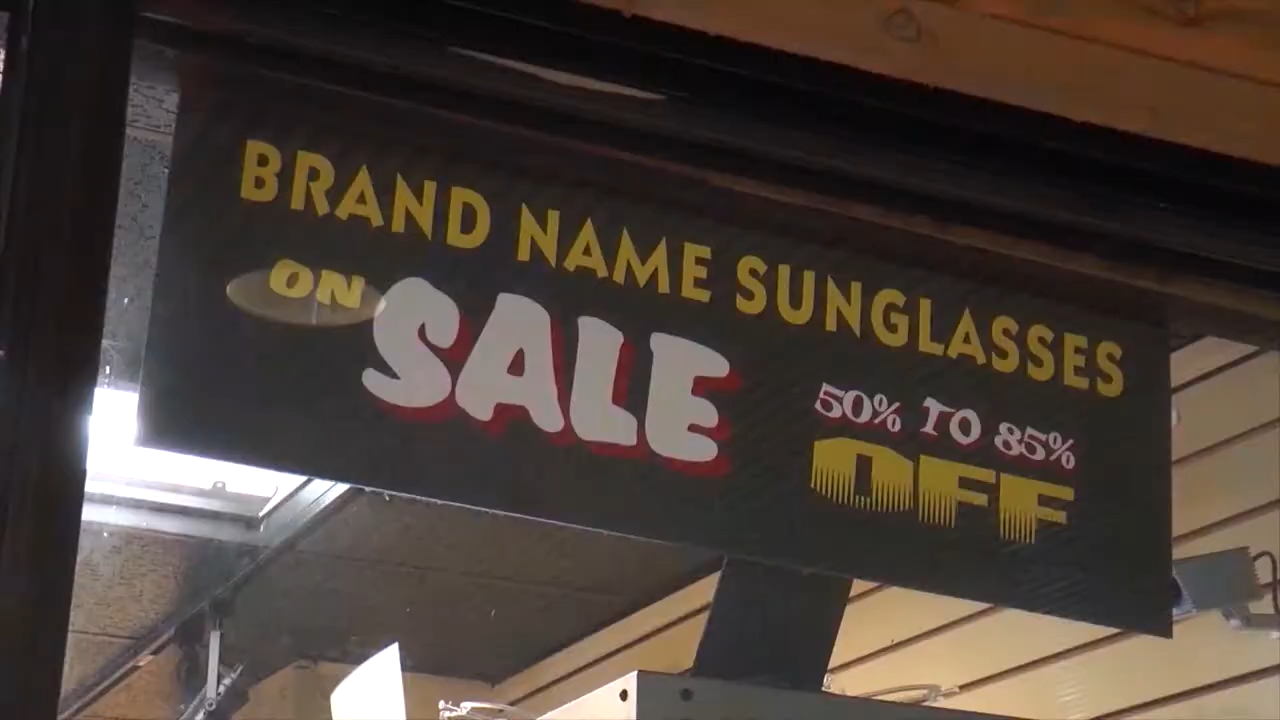 BRAND NAME SUNGLASSES
ON SALE
50% TO 85%
OFF